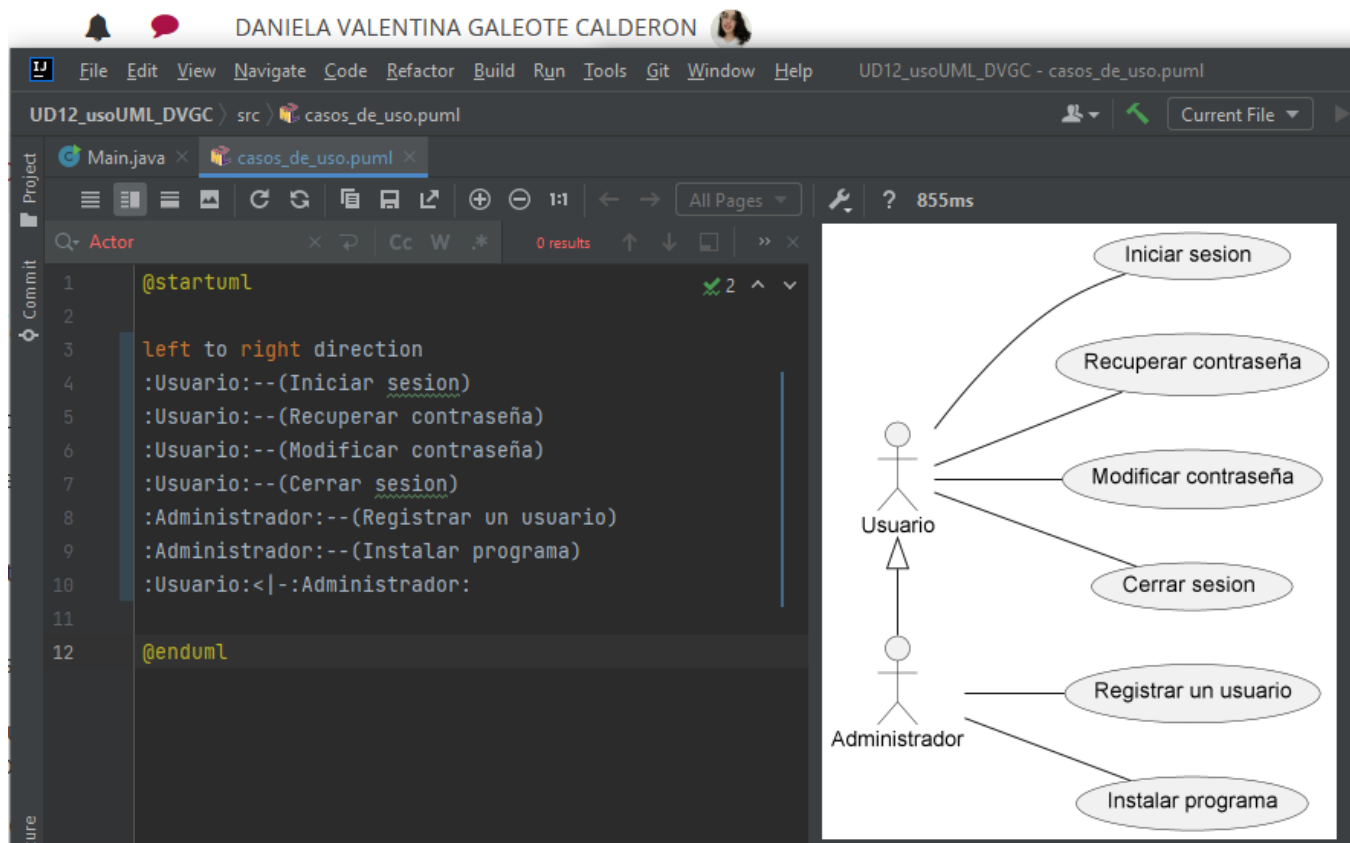 DANIELA VALENTINA GALEOTE CALDERON
IJ File Edit View Navigate Code Refactor Build Run Tools Git Window Help UD12_usoUML_DVGC - casos_de_uso.puml
UD12_usoUML_DVGC src casos_de_uso.puml Current File
Project
Commit
Main.java casos_de_uso.puml
1:1 All Pages ? 855ms
Actor Cc W .* 0 results
1 @startuml 2
2
3 left to right direction
4 :Usuario:--(Iniciar sesion)
5 :Usuario:--(Recuperar contraseña)
6 :Usuario:--(Modificar contraseña)
7 :Usuario:--(Cerrar sesion)
8 :Administrador:--(Registrar un usuario)
9 :Administrador:--(Instalar programa)
10 :Usuario:<|-:Administrador:
11
12 @enduml
Iniciar sesion
Recuperar contraseña
Modificar contraseña
Usuario
Cerrar sesion
Registrar un usuario
Administrador
Instalar programa